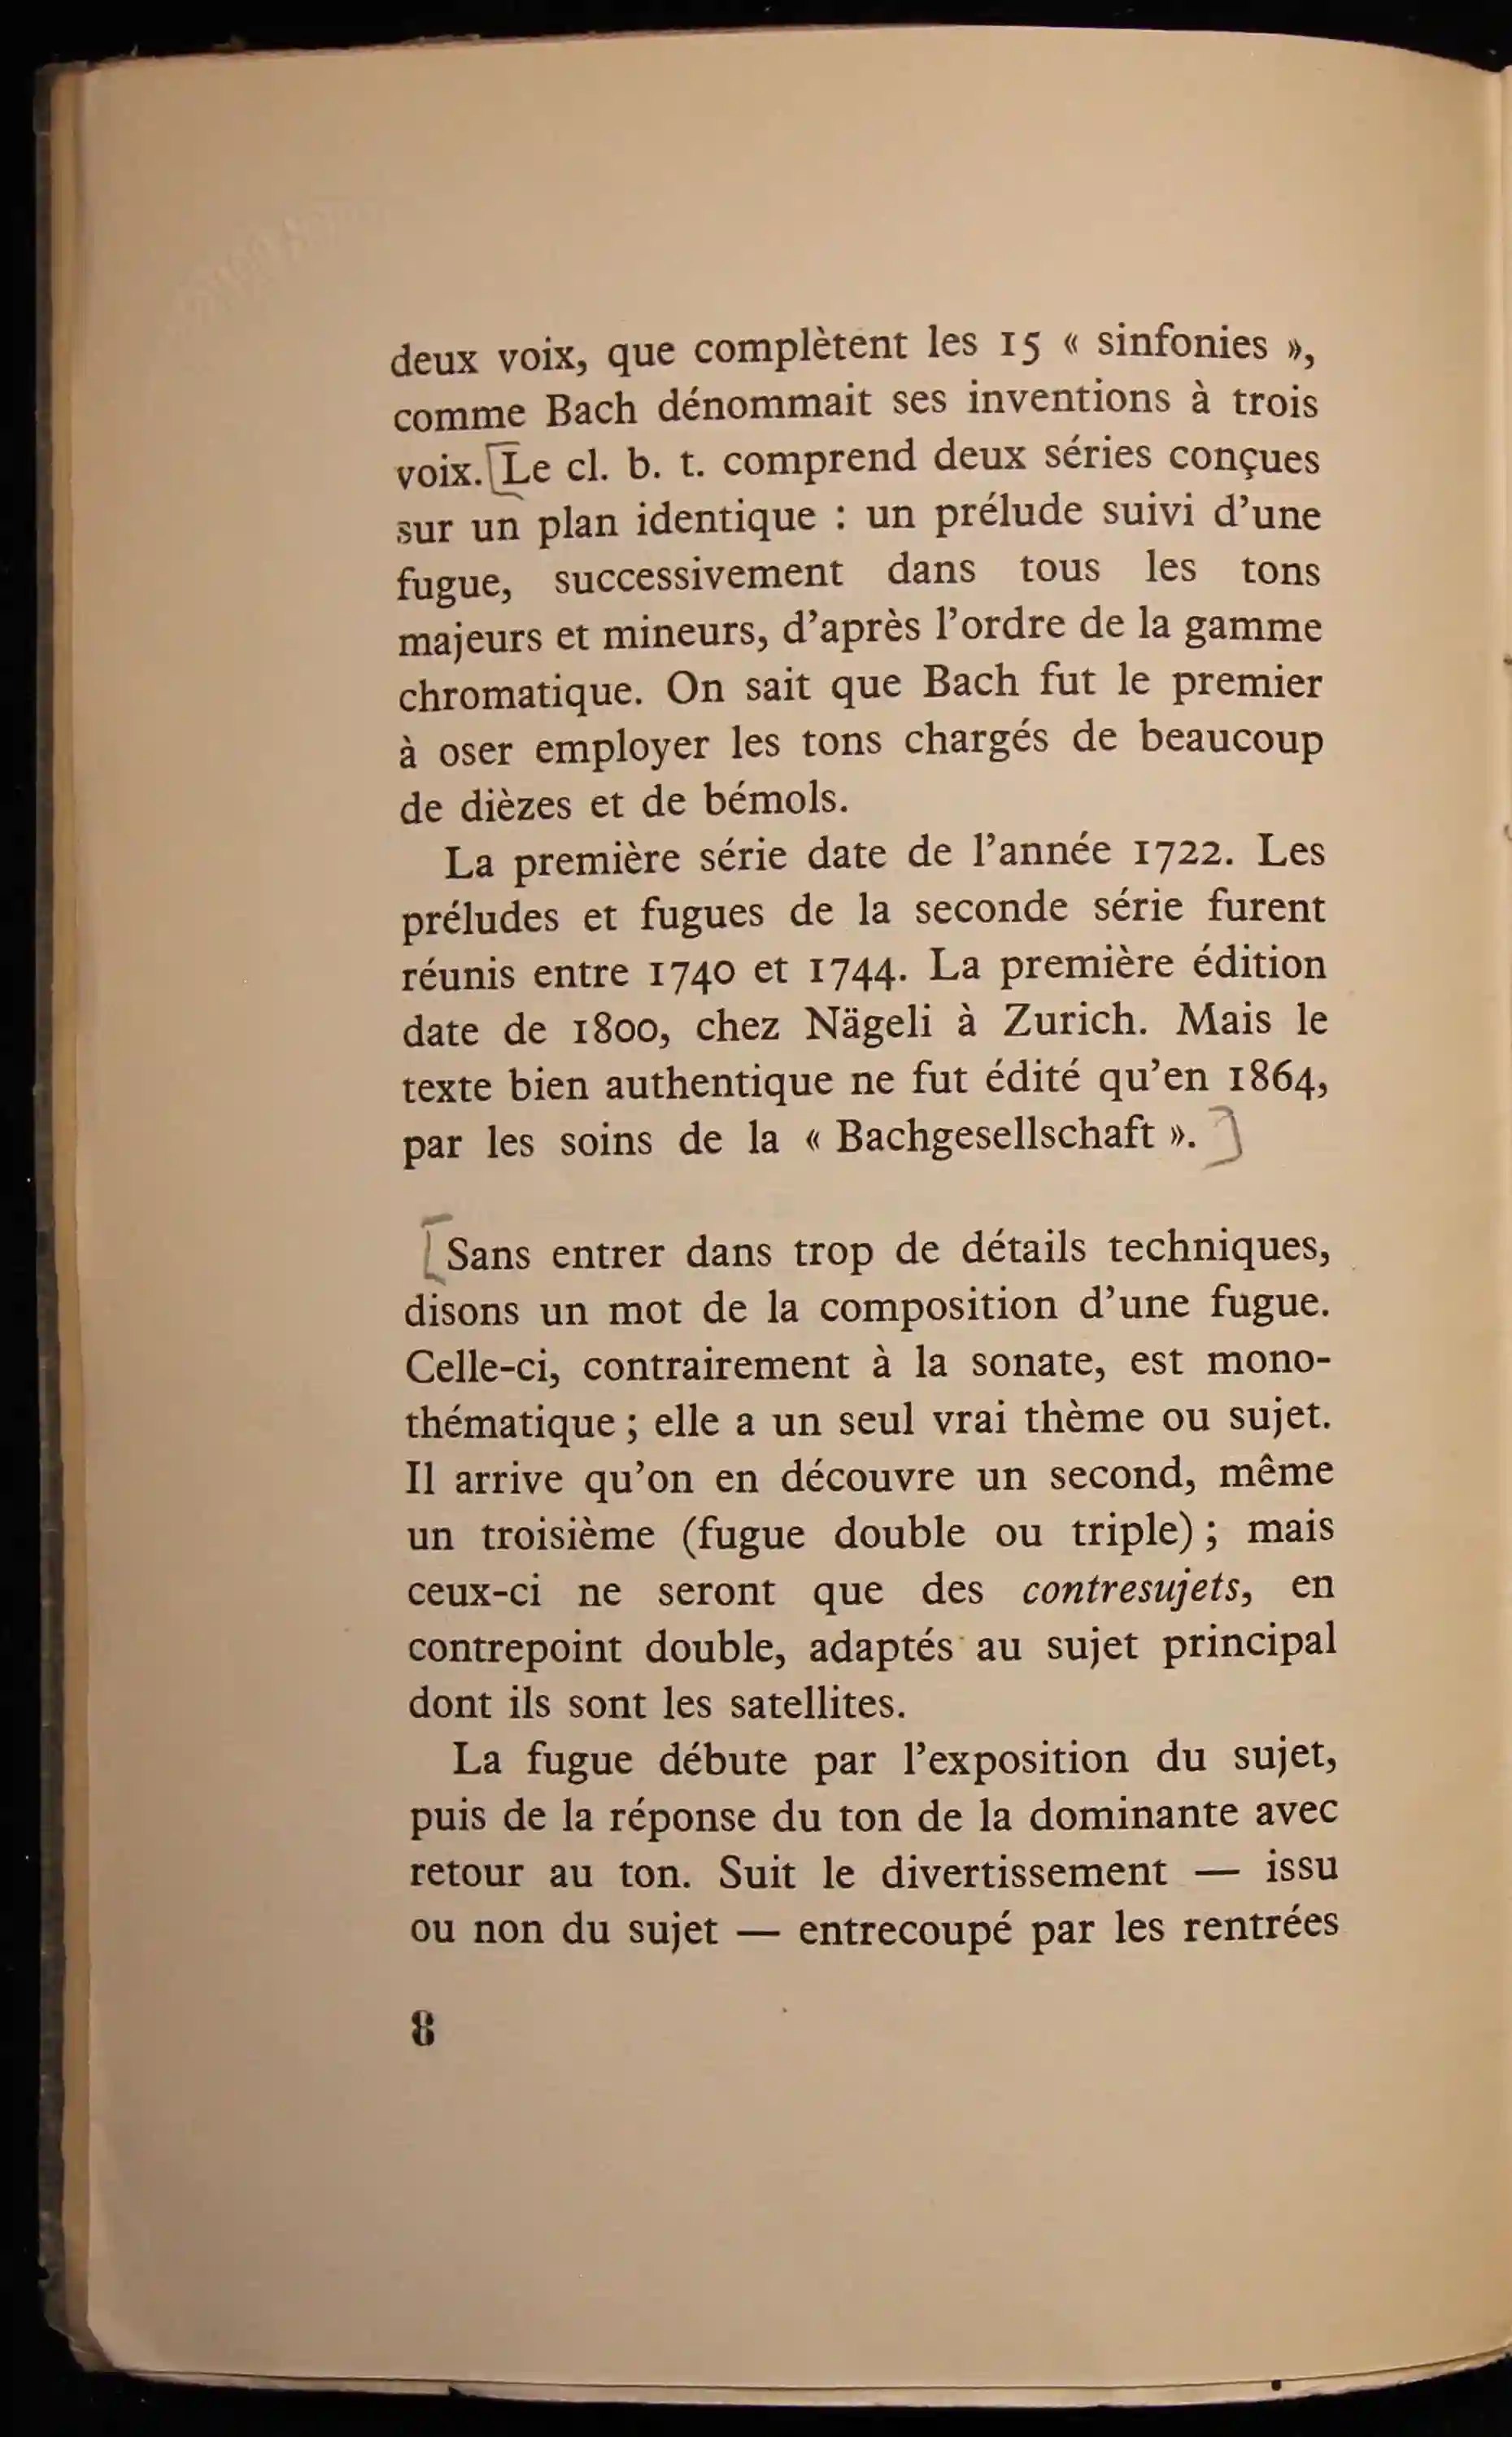 deux voix, que complètent les 15 « sinfonies »,
comme Bach dénommait ses inventions à trois
voix. [Le cl. b. t. comprend deux séries conçues
sur un plan identique : un prélude suivi d’une
fugue, successivement dans tous les tons
majeurs et mineurs, d’après l’ordre de la gamme
chromatique. On sait que Bach fut le premier
à oser employer les tons chargés de beaucoup
de dièzes et de bémols.
La première série date de l’année 1722. Les
préludes et fugues de la seconde série furent
réunis entre 1740 et 1744. La première édition
date de 1800, chez Nägeli à Zurich. Mais le
texte bien authentique ne fut édité qu’en 1864,
par les soins de la « Bachgesellschaft ». ]
[Sans entrer dans trop de détails techniques,
disons un mot de la composition d’une fugue.
Celle-ci, contrairement à la sonate, est mono-
thématique ; elle a un seul vrai thème ou sujet.
Il arrive qu’on en découvre un second, même
un troisième (fugue double ou triple) ; mais
ceux-ci ne seront que des contresujets, en
contrepoint double, adaptés au sujet principal
dont ils sont les satellites.
La fugue débute par l’exposition du sujet,
puis de la réponse du ton de la dominante avec
retour au ton. Suit le divertissement — issu
ou non du sujet — entrecoupé par les rentrées
8